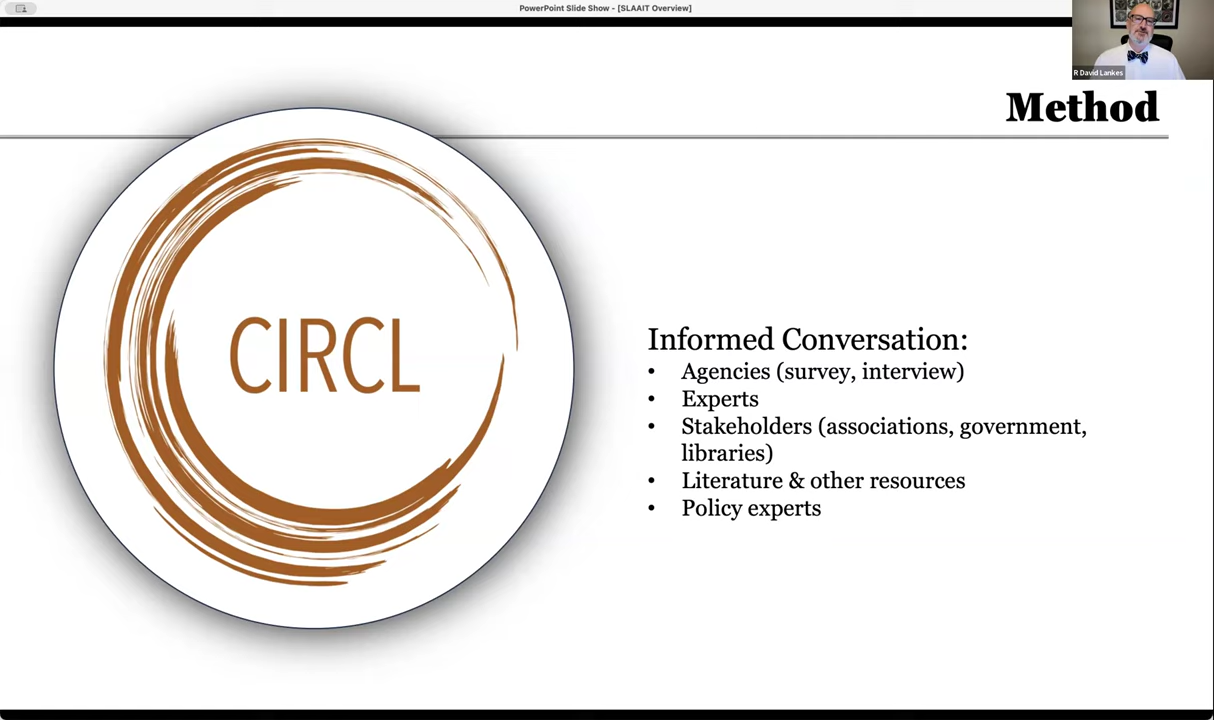 PowerPoint Slide Show - [SLAAIT Overview]
R David Lankes
Method
CIRCL
Informed Conversation:
• Agencies (survey, interview)
• Experts
• Stakeholders (associations, government,
libraries)
• Literature & other resources
• Policy experts